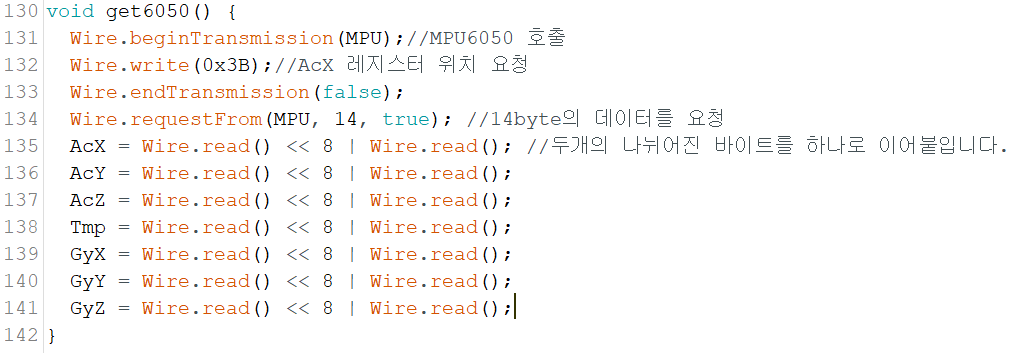 130 void get6050() {
131   Wire.beginTransmission(MPU);//MPU6050 호출
132   Wire.write(0x3B);//AcX 레지스터 위치 요청
133   Wire.endTransmission(false);
134   Wire.requestFrom(MPU, 14, true); //14byte의 데이터를 요청
135   AcX = Wire.read() << 8 | Wire.read(); //두개의 나뉘어진 바이트를 하나로 이어붙입니다.
136   AcY = Wire.read() << 8 | Wire.read();
137   AcZ = Wire.read() << 8 | Wire.read();
138   Tmp = Wire.read() << 8 | Wire.read();
139   GyX = Wire.read() << 8 | Wire.read();
140   GyY = Wire.read() << 8 | Wire.read();
141   GyZ = Wire.read() << 8 | Wire.read();
142 }